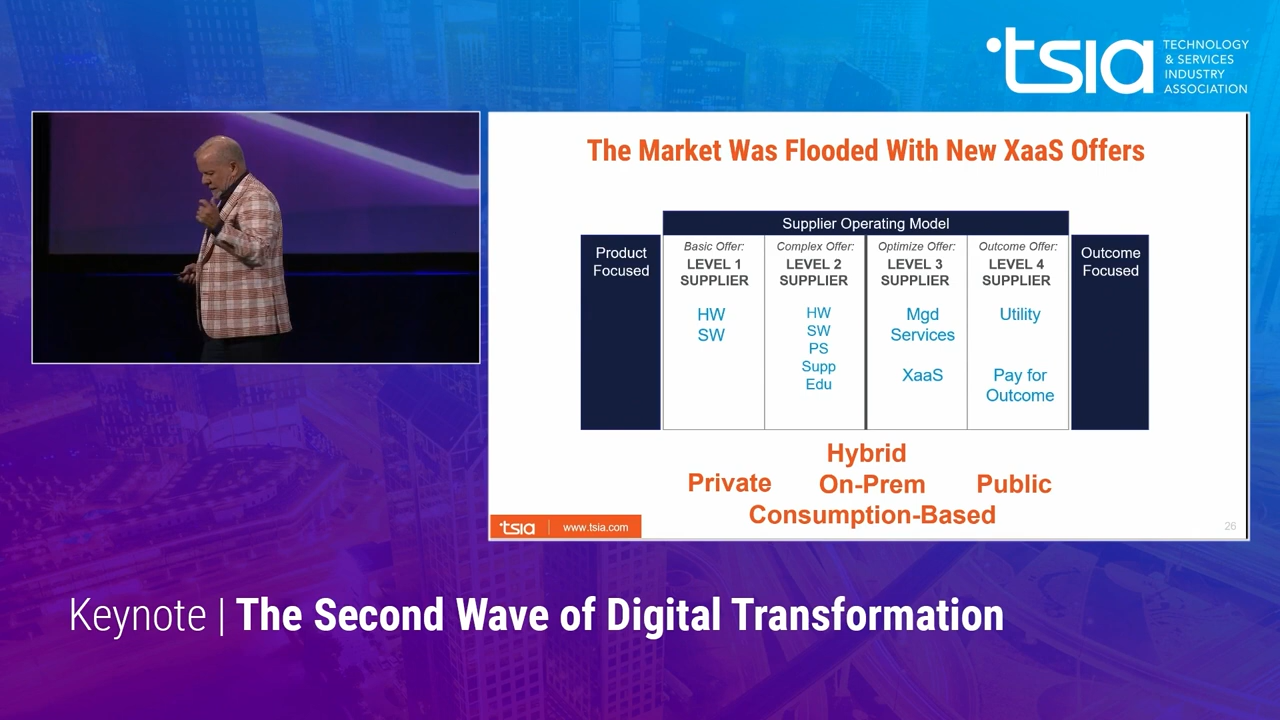 tsia
TECHNOLOGY
& SERVICES
INDUSTRY
ASSOCIATION
The Market Was Flooded With New XaaS Offers
Supplier Operating Model
Product
Focused
Basic Offer:
LEVEL 1
SUPPLIER
HW
SW
Complex Offer:
LEVEL 2
SUPPLIER
HW
SW
PS
Supp
Edu
Optimize Offer:
LEVEL 3
SUPPLIER
Mgd
Services
XaaS
Outcome Offer:
LEVEL 4
SUPPLIER
Utility
Pay for
Outcome
Outcome
Focused
Hybrid
Private On-Prem Public
Consumption-Based
tsia | www.tsia.com
26
Keynote | The Second Wave of Digital Transformation